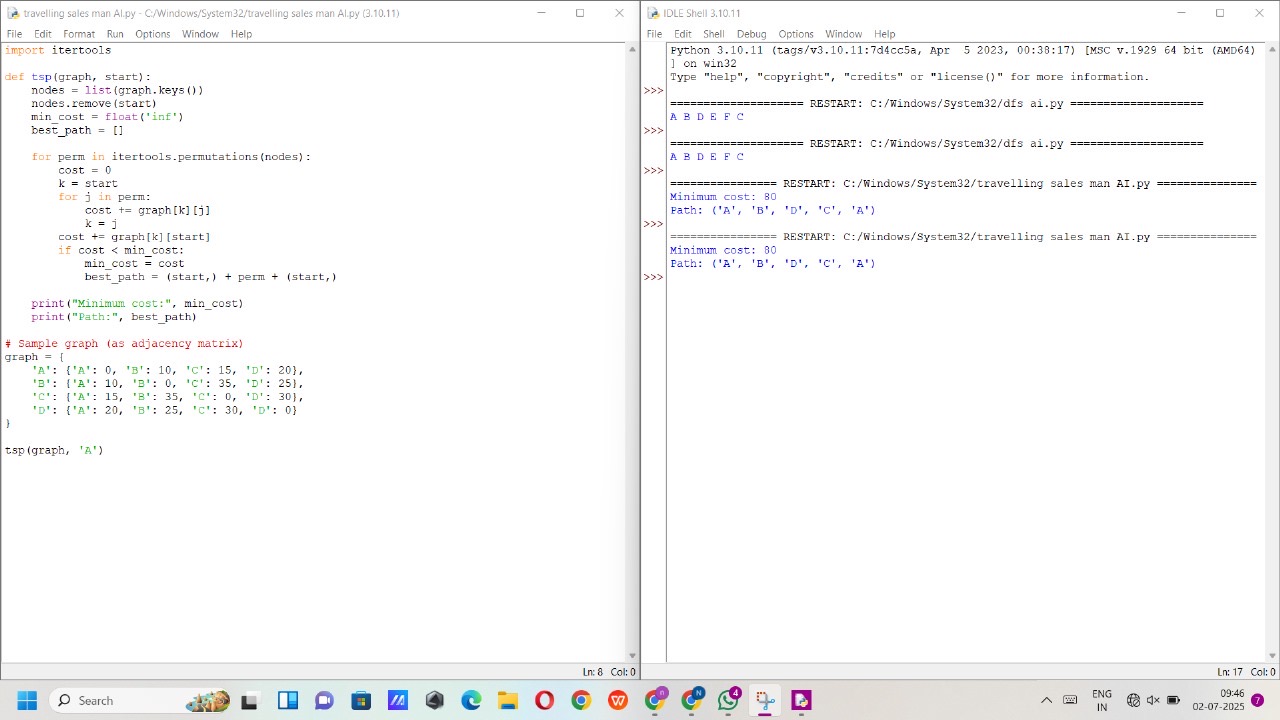 travelling sales man AI.py - C:/Windows/System32/travelling sales man AI.py (3.10.11)
File Edit Format Run Options Window Help
import itertools

def tsp(graph, start):
    nodes = list(graph.keys())
    nodes.remove(start)
    min_cost = float('inf')
    best_path = []

    for perm in itertools.permutations(nodes):
        cost = 0
        k = start
        for j in perm:
            cost += graph[k][j]
            k = j
        cost += graph[k][start]
        if cost < min_cost:
            min_cost = cost
            best_path = (start,) + perm + (start,)

    print("Minimum cost:", min_cost)
    print("Path:", best_path)

# Sample graph (as adjacency matrix)
graph = {
    'A': {'A': 0, 'B': 10, 'C': 15, 'D': 20},
    'B': {'A': 10, 'B': 0, 'C': 35, 'D': 25},
    'C': {'A': 15, 'B': 35, 'C': 0, 'D': 30},
    'D': {'A': 20, 'B': 25, 'C': 30, 'D': 0}
}

tsp(graph, 'A')
Ln: 8 Col: 0
IDLE Shell 3.10.11
File Edit Shell Debug Options Window Help
Python 3.10.11 (tags/v3.10.11:7d4cc5a, Apr  5 2023, 00:38:17) [MSC v.1929 64 bit (AMD64)
] on win32
Type "help", "copyright", "credits" or "license()" for more information.
>>>
==================== RESTART: C:/Windows/System32/dfs ai.py ====================
A B D E F C
>>>
==================== RESTART: C:/Windows/System32/dfs ai.py ====================
A B D E F C
>>>
================ RESTART: C:/Windows/System32/travelling sales man AI.py ===============
Minimum cost: 80
Path: ('A', 'B', 'D', 'C', 'A')
>>>
================ RESTART: C:/Windows/System32/travelling sales man AI.py ===============
Minimum cost: 80
Path: ('A', 'B', 'D', 'C', 'A')
>>>
Ln: 17 Col: 0
Search
n
N
4
ENG
IN
09:46
02-07-2025
7